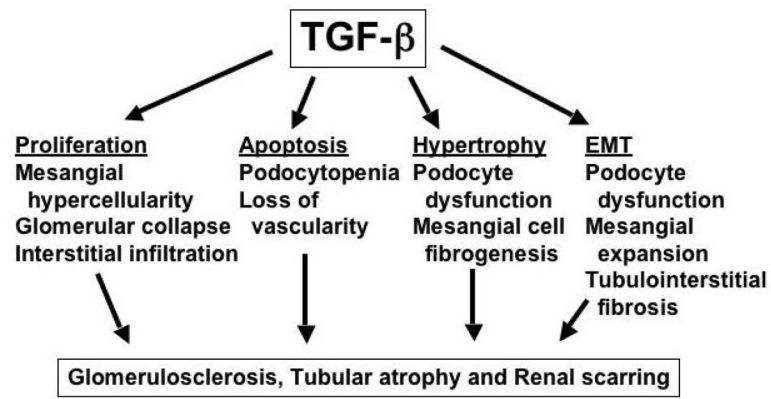 TGF-β
Proliferation
Mesangial
hypercellularity
Glomerular collapse
Interstitial infiltration
Apoptosis
Podocytopenia
Loss of
vascularity
Hypertrophy
Podocyte
dysfunction
Mesangial cell
fibrogenesis
EMT
Podocyte
dysfunction
Mesangial
expansion
Tubulointerstitial
fibrosis
Glomerulosclerosis, Tubular atrophy and Renal scarring